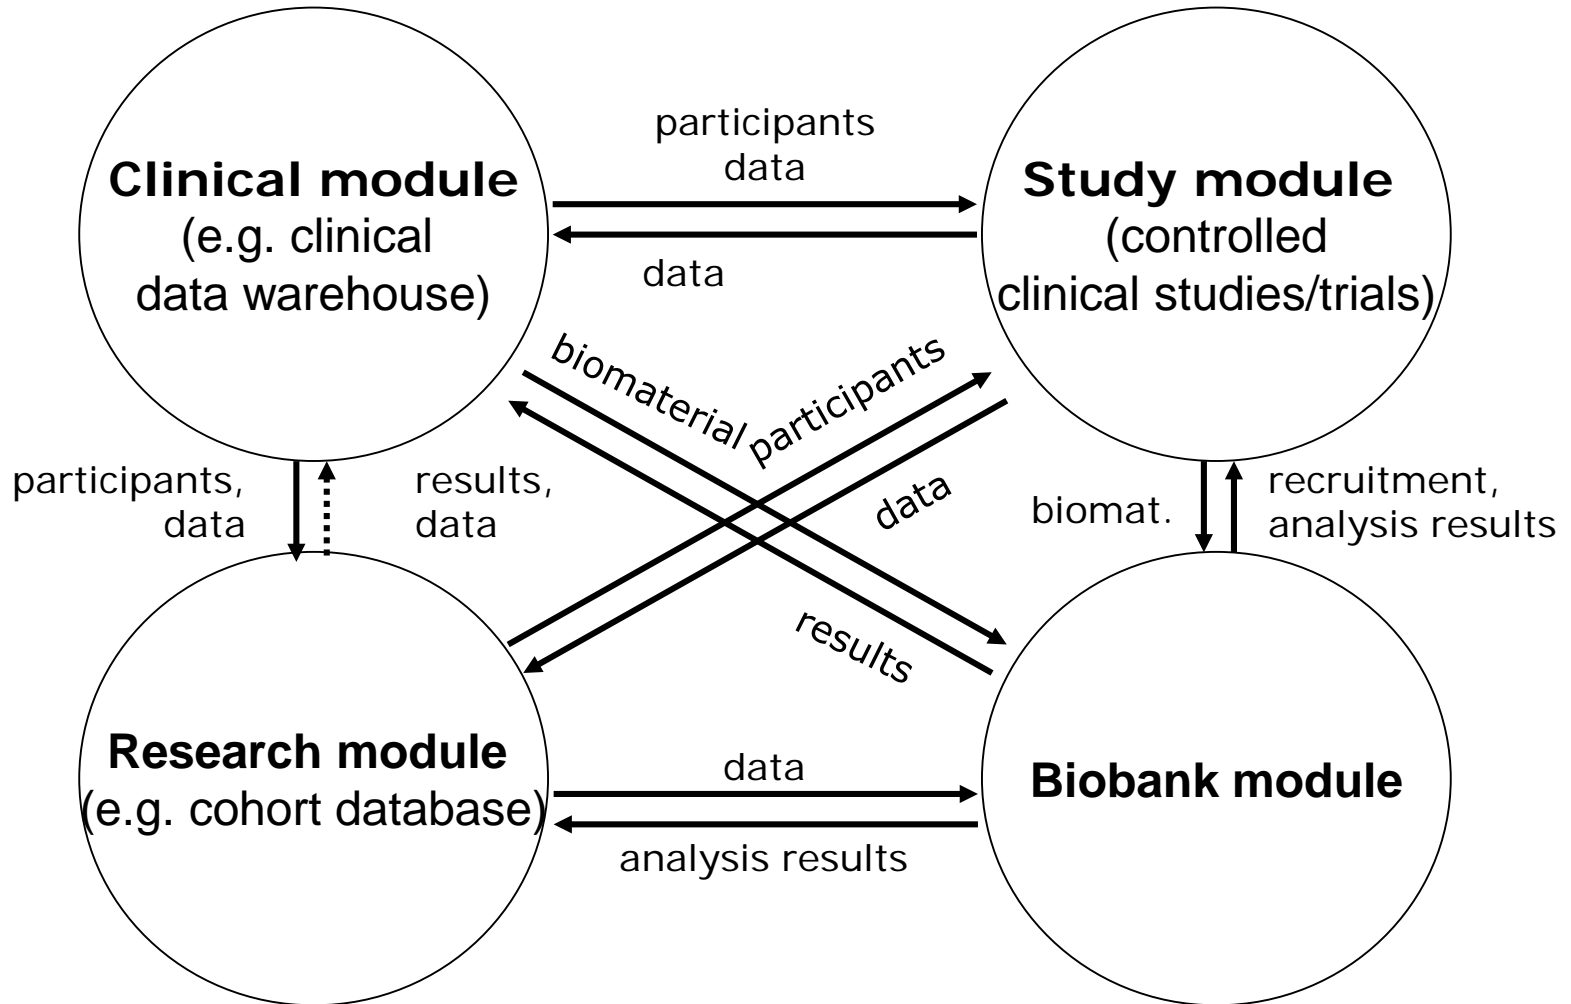 participants
data
Clinical module
(e.g. clinical
data warehouse)
Study module
(controlled
clinical studies/trials)
data
biomaterial
participants
participants,
data
results,
data
data
biomat.
recruitment,
analysis results
results
Research module
(e.g. cohort database)
data
analysis results
Biobank module